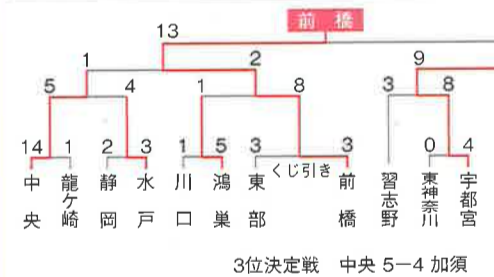 前橋
13
1 2 9
5 4 1 8 3 8
14 1 2 3 1 5 3 くじ引き 3 0 4
中央 龍ケ崎 静岡 水戸 川口 鴻巣 東部 前橋 習志野 東神奈川 宇都宮
3位決定戦 中央 5−4 加須